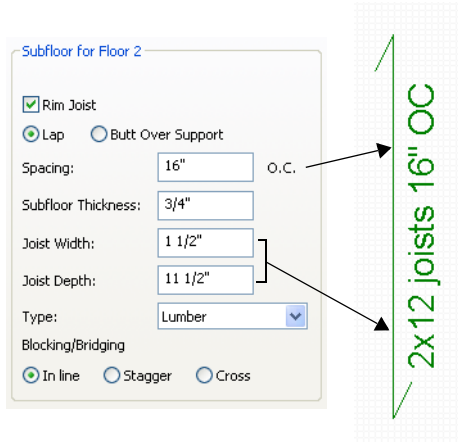 Subfloor for Floor 2
Rim Joist
Lap Butt Over Support
Spacing: 16" O.C.
Subfloor Thickness: 3/4"
Joist Width: 1 1/2"
Joist Depth: 11 1/2"
Type: Lumber
Blocking/Bridging
In line Stagger Cross
2x12 joists 16" OC